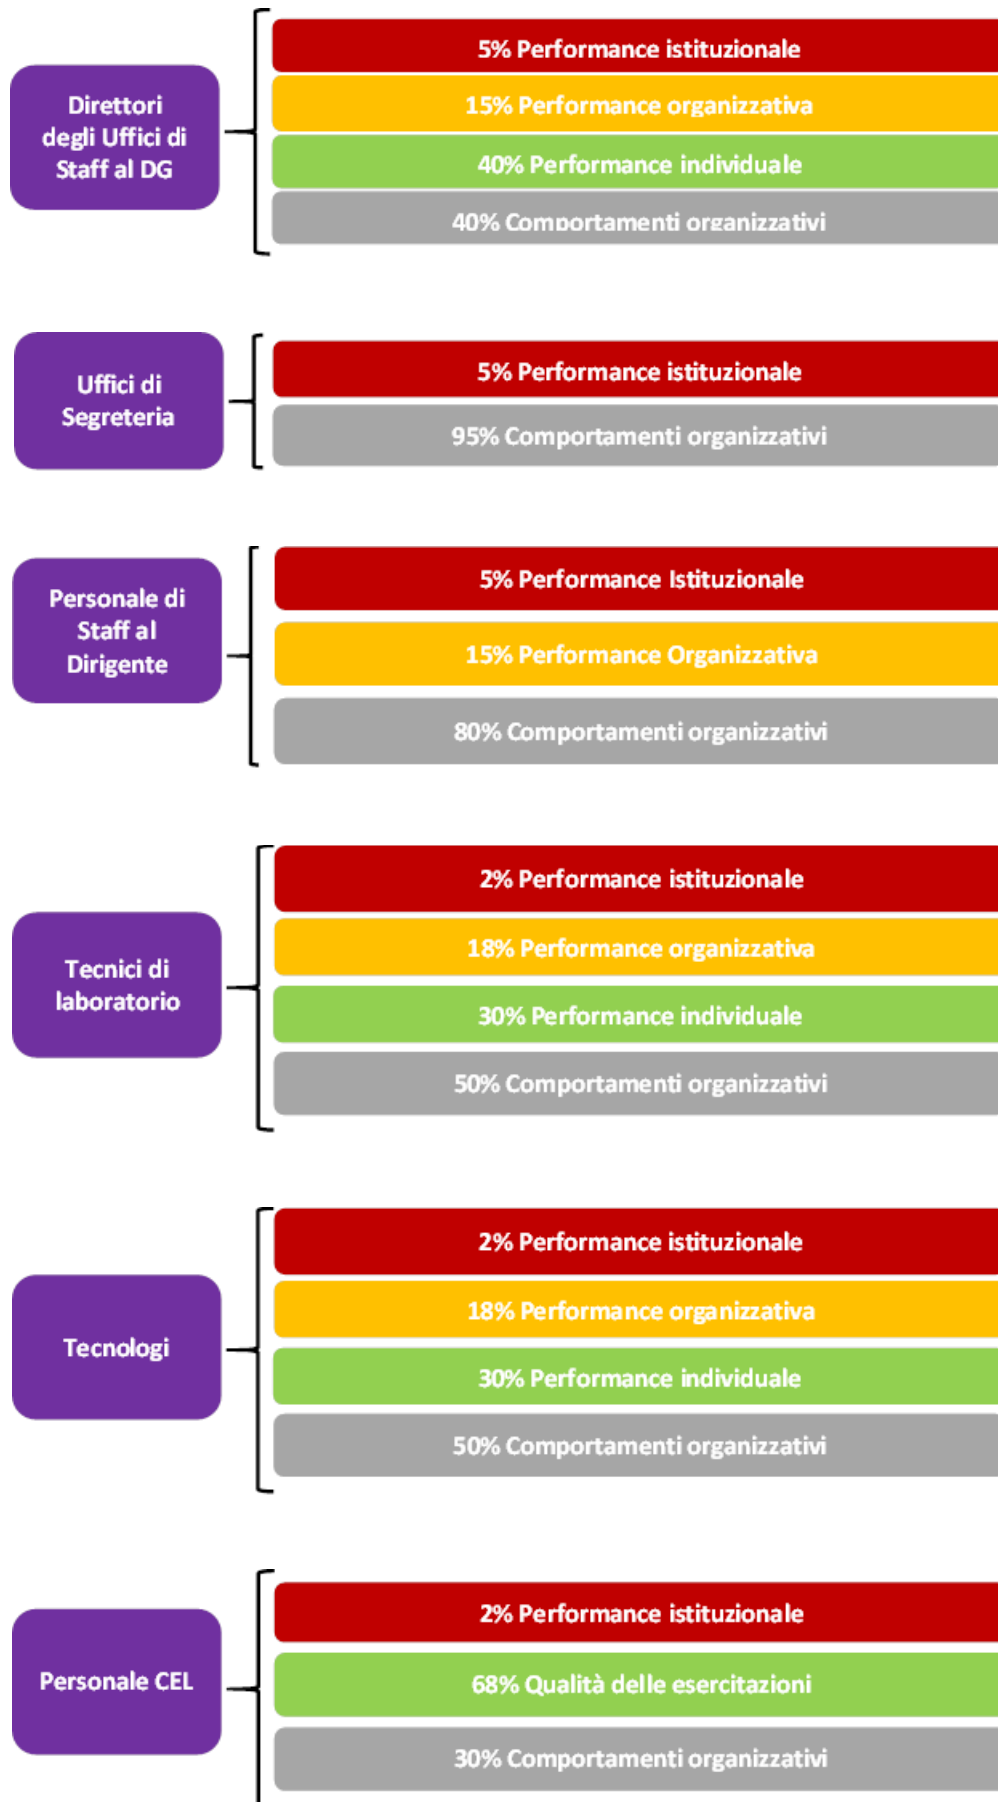 Direttori
degli Uffici di
Staff al DG
5% Performance istituzionale
15% Performance organizzativa
40% Performance individuale
40% Comportamenti organizzativi
Uffici di
Segreteria
5% Performance istituzionale
95% Comportamenti organizzativi
Personale di
Staff al
Dirigente
5% Performance Istituzionale
15% Performance Organizzativa
80% Comportamenti organizzativi
Tecnici di
laboratorio
2% Performance istituzionale
18% Performance organizzativa
30% Performance individuale
50% Comportamenti organizzativi
Tecnologi
2% Performance istituzionale
18% Performance organizzativa
30% Performance individuale
50% Comportamenti organizzativi
Personale CEL
2% Performance istituzionale
68% Qualità delle esercitazioni
30% Comportamenti organizzativi